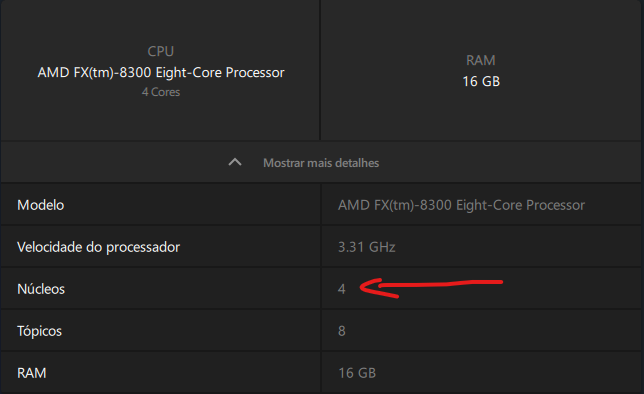 CPU
AMD FX(tm)-8300 Eight-Core Processor
4 Cores
RAM
16 GB
Mostrar mais detalhes
Modelo AMD FX(tm)-8300 Eight-Core Processor
Velocidade do processador 3.31 GHz
Núcleos 4
Tópicos 8
RAM 16 GB